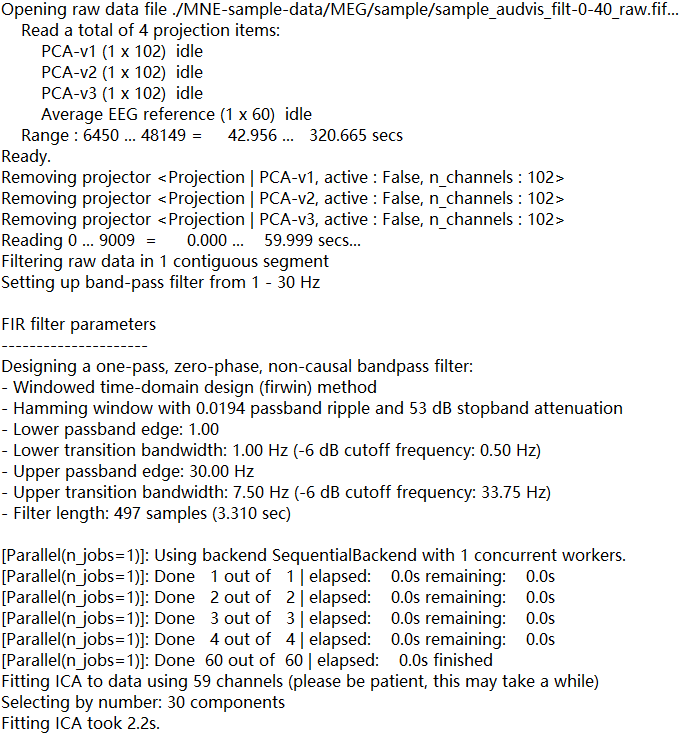 Opening raw data file ./MNE-sample-data/MEG/sample/sample_audvis_filt-0-40_raw.fif...
Read a total of 4 projection items:
PCA-v1 (1 x 102)  idle
PCA-v2 (1 x 102)  idle
PCA-v3 (1 x 102)  idle
Average EEG reference (1 x 60)  idle
Range : 6450 ... 48149 =     42.956 ...   320.665 secs
Ready.
Removing projector <Projection | PCA-v1, active : False, n_channels : 102>
Removing projector <Projection | PCA-v2, active : False, n_channels : 102>
Removing projector <Projection | PCA-v3, active : False, n_channels : 102>
Reading 0 ... 9009  =      0.000 ...    59.999 secs...
Filtering raw data in 1 contiguous segment
Setting up band-pass filter from 1 - 30 Hz
FIR filter parameters
---------------------
Designing a one-pass, zero-phase, non-causal bandpass filter:
- Windowed time-domain design (firwin) method
- Hamming window with 0.0194 passband ripple and 53 dB stopband attenuation
- Lower passband edge: 1.00
- Lower transition bandwidth: 1.00 Hz (-6 dB cutoff frequency: 0.50 Hz)
- Upper passband edge: 30.00 Hz
- Upper transition bandwidth: 7.50 Hz (-6 dB cutoff frequency: 33.75 Hz)
- Filter length: 497 samples (3.310 sec)
[Parallel(n_jobs=1)]: Using backend SequentialBackend with 1 concurrent workers.
[Parallel(n_jobs=1)]: Done   1 out of   1 | elapsed:    0.0s remaining:    0.0s
[Parallel(n_jobs=1)]: Done   2 out of   2 | elapsed:    0.0s remaining:    0.0s
[Parallel(n_jobs=1)]: Done   3 out of   3 | elapsed:    0.0s remaining:    0.0s
[Parallel(n_jobs=1)]: Done   4 out of   4 | elapsed:    0.0s remaining:    0.0s
[Parallel(n_jobs=1)]: Done  60 out of  60 | elapsed:    0.0s finished
Fitting ICA to data using 59 channels (please be patient, this may take a while)
Selecting by number: 30 components
Fitting ICA took 2.2s.